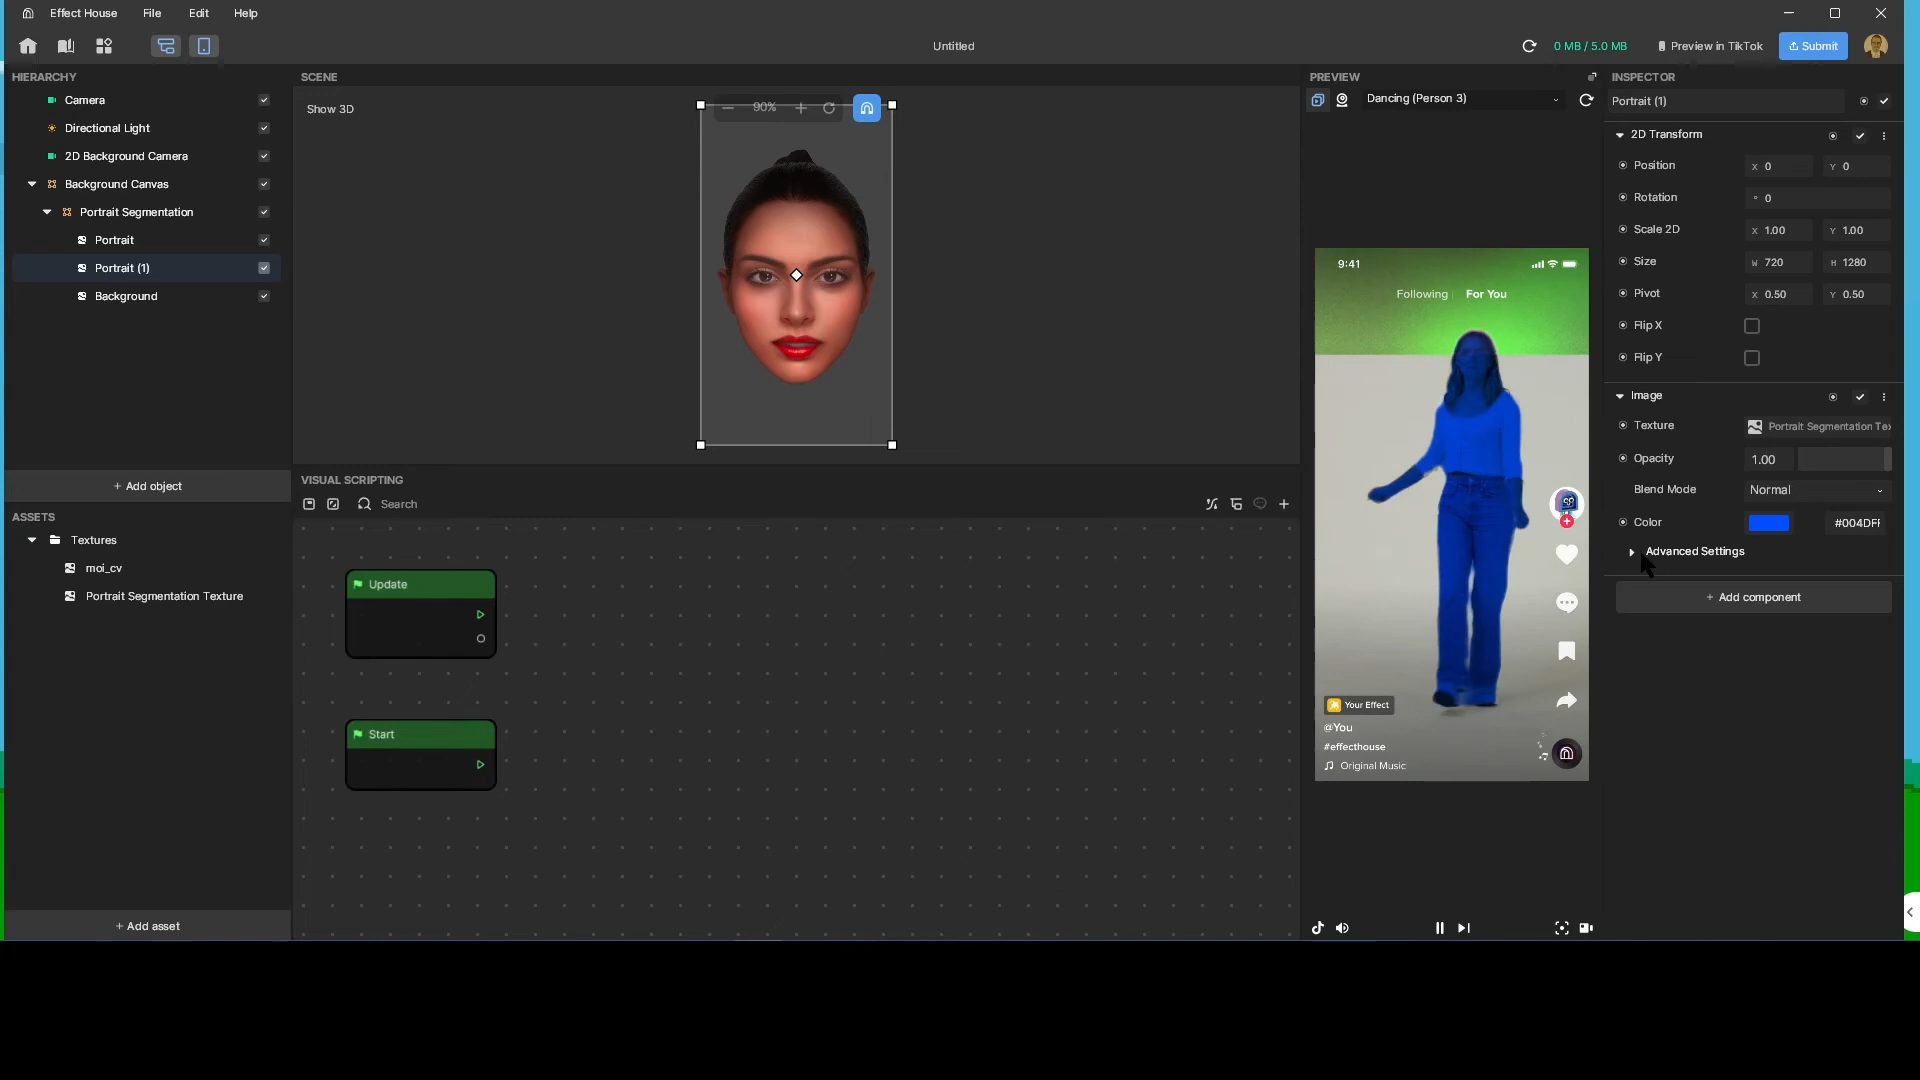 Effect House File Edit Help
Untitled
0 MB / 5.0 MB
Preview in TikTok
Submit
HIERARCHY
Camera
Directional Light
2D Background Camera
Background Canvas
Portrait Segmentation
Portrait
Portrait (1)
Background
+ Add object
ASSETS
Textures
moi_cv
Portrait Segmentation Texture
+ Add asset
SCENE
Show 3D
90%
VISUAL SCRIPTING
Search
Update
Start
PREVIEW
Dancing (Person 3)
9:41
Following For You
Your Effect
@You
#effecthouse
Original Music
INSPECTOR
Portrait (1)
2D Transform
Position X 0 Y 0
Rotation ° 0
Scale 2D X 1.00 Y 1.00
Size W 720 H 1280
Pivot X 0.50 Y 0.50
Flip X
Flip Y
Image
Texture Portrait Segmentation Tex
Opacity 1.00
Blend Mode Normal
Color #004DFF
Advanced Settings
+ Add component